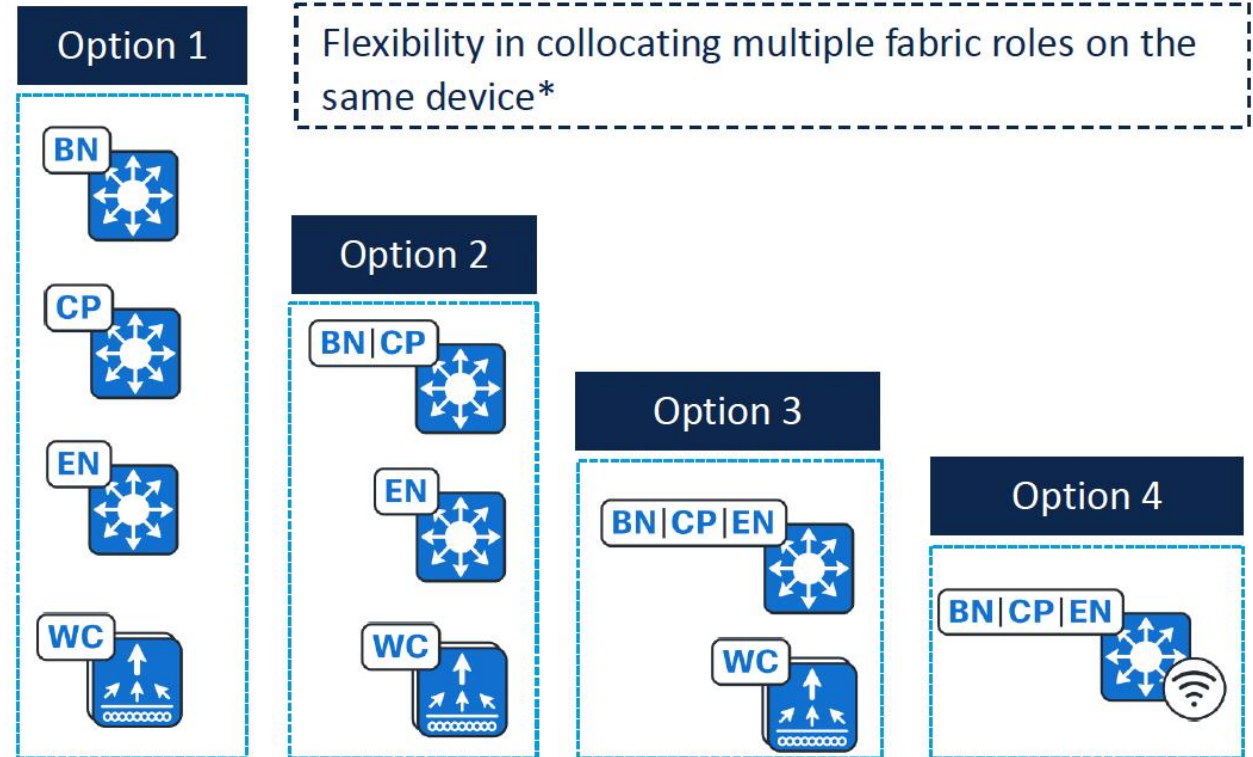 Option 1
Flexibility in collocating multiple fabric roles on the
same device*
BN
CP
EN
WC
Option 2
BN|CP
EN
WC
Option 3
BN|CP|EN
WC
Option 4
BN|CP|EN